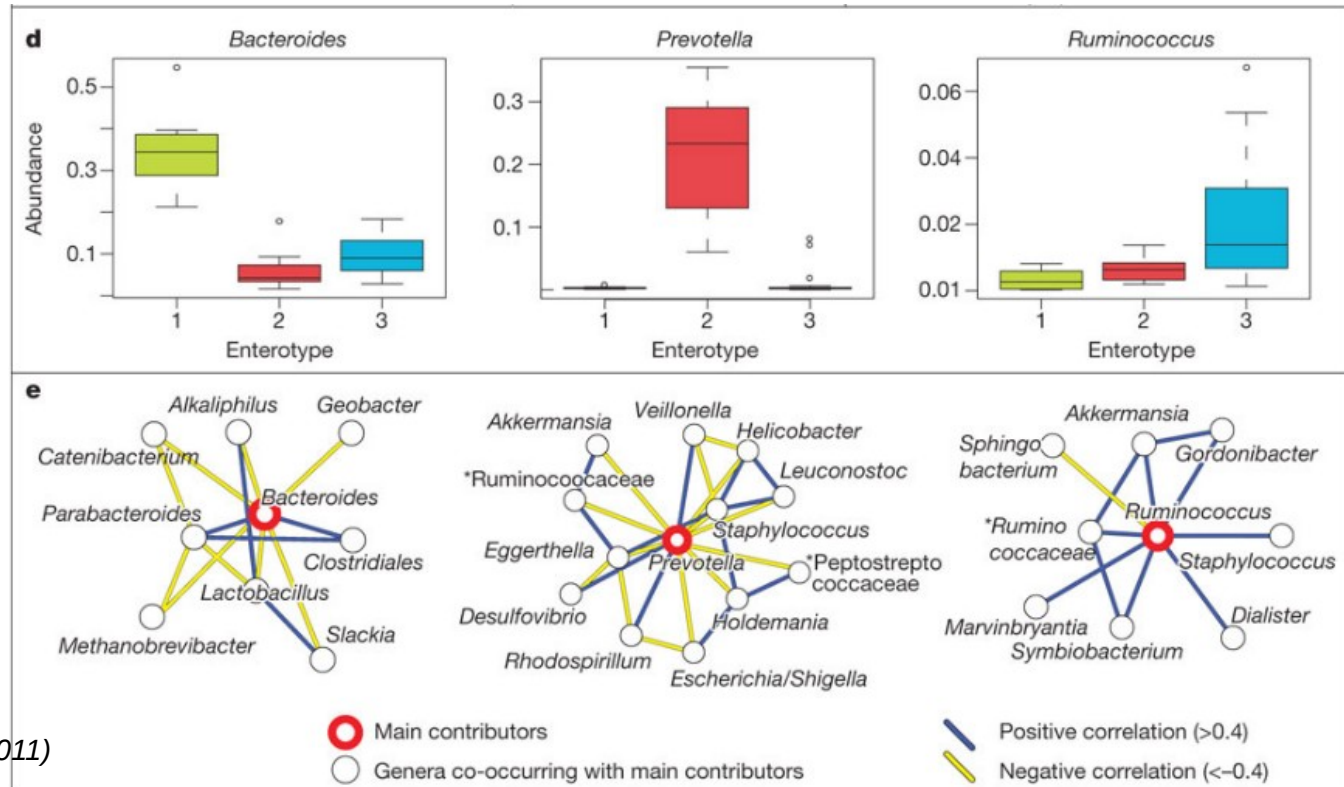 d
Bacteroides
Prevotella
Ruminococcus
Abundance
0.5
0.3
0.1
1
2
3
Enterotype
0.3
0.2
0.1
1
2
3
Enterotype
0.06
0.04
0.02
0.01
1
2
3
Enterotype
e
Alkaliphilus
Geobacter
Catenibacterium
Bacteroides
Parabacteroides
Clostridiales
Lactobacillus
Slackia
Methanobrevibacter
Akkermansia
Veillonella
Helicobacter
*Ruminocoocaceae
Leuconostoc
Staphylococcus
Eggerthella
Prevotella
*Peptostrepto
coccaceae
Desulfovibrio
Holdemania
Rhodospirillum
Escherichia/Shigella
Akkermansia
Sphingo
bacterium
Gordonibacter
Ruminococcus
*Rumino
coccaceae
Staphylococcus
Marvinbryantia
Dialister
Symbiobacterium
Main contributors
Genera co-occurring with main contributors
Positive correlation (>0.4)
Negative correlation (<–0.4)
011)